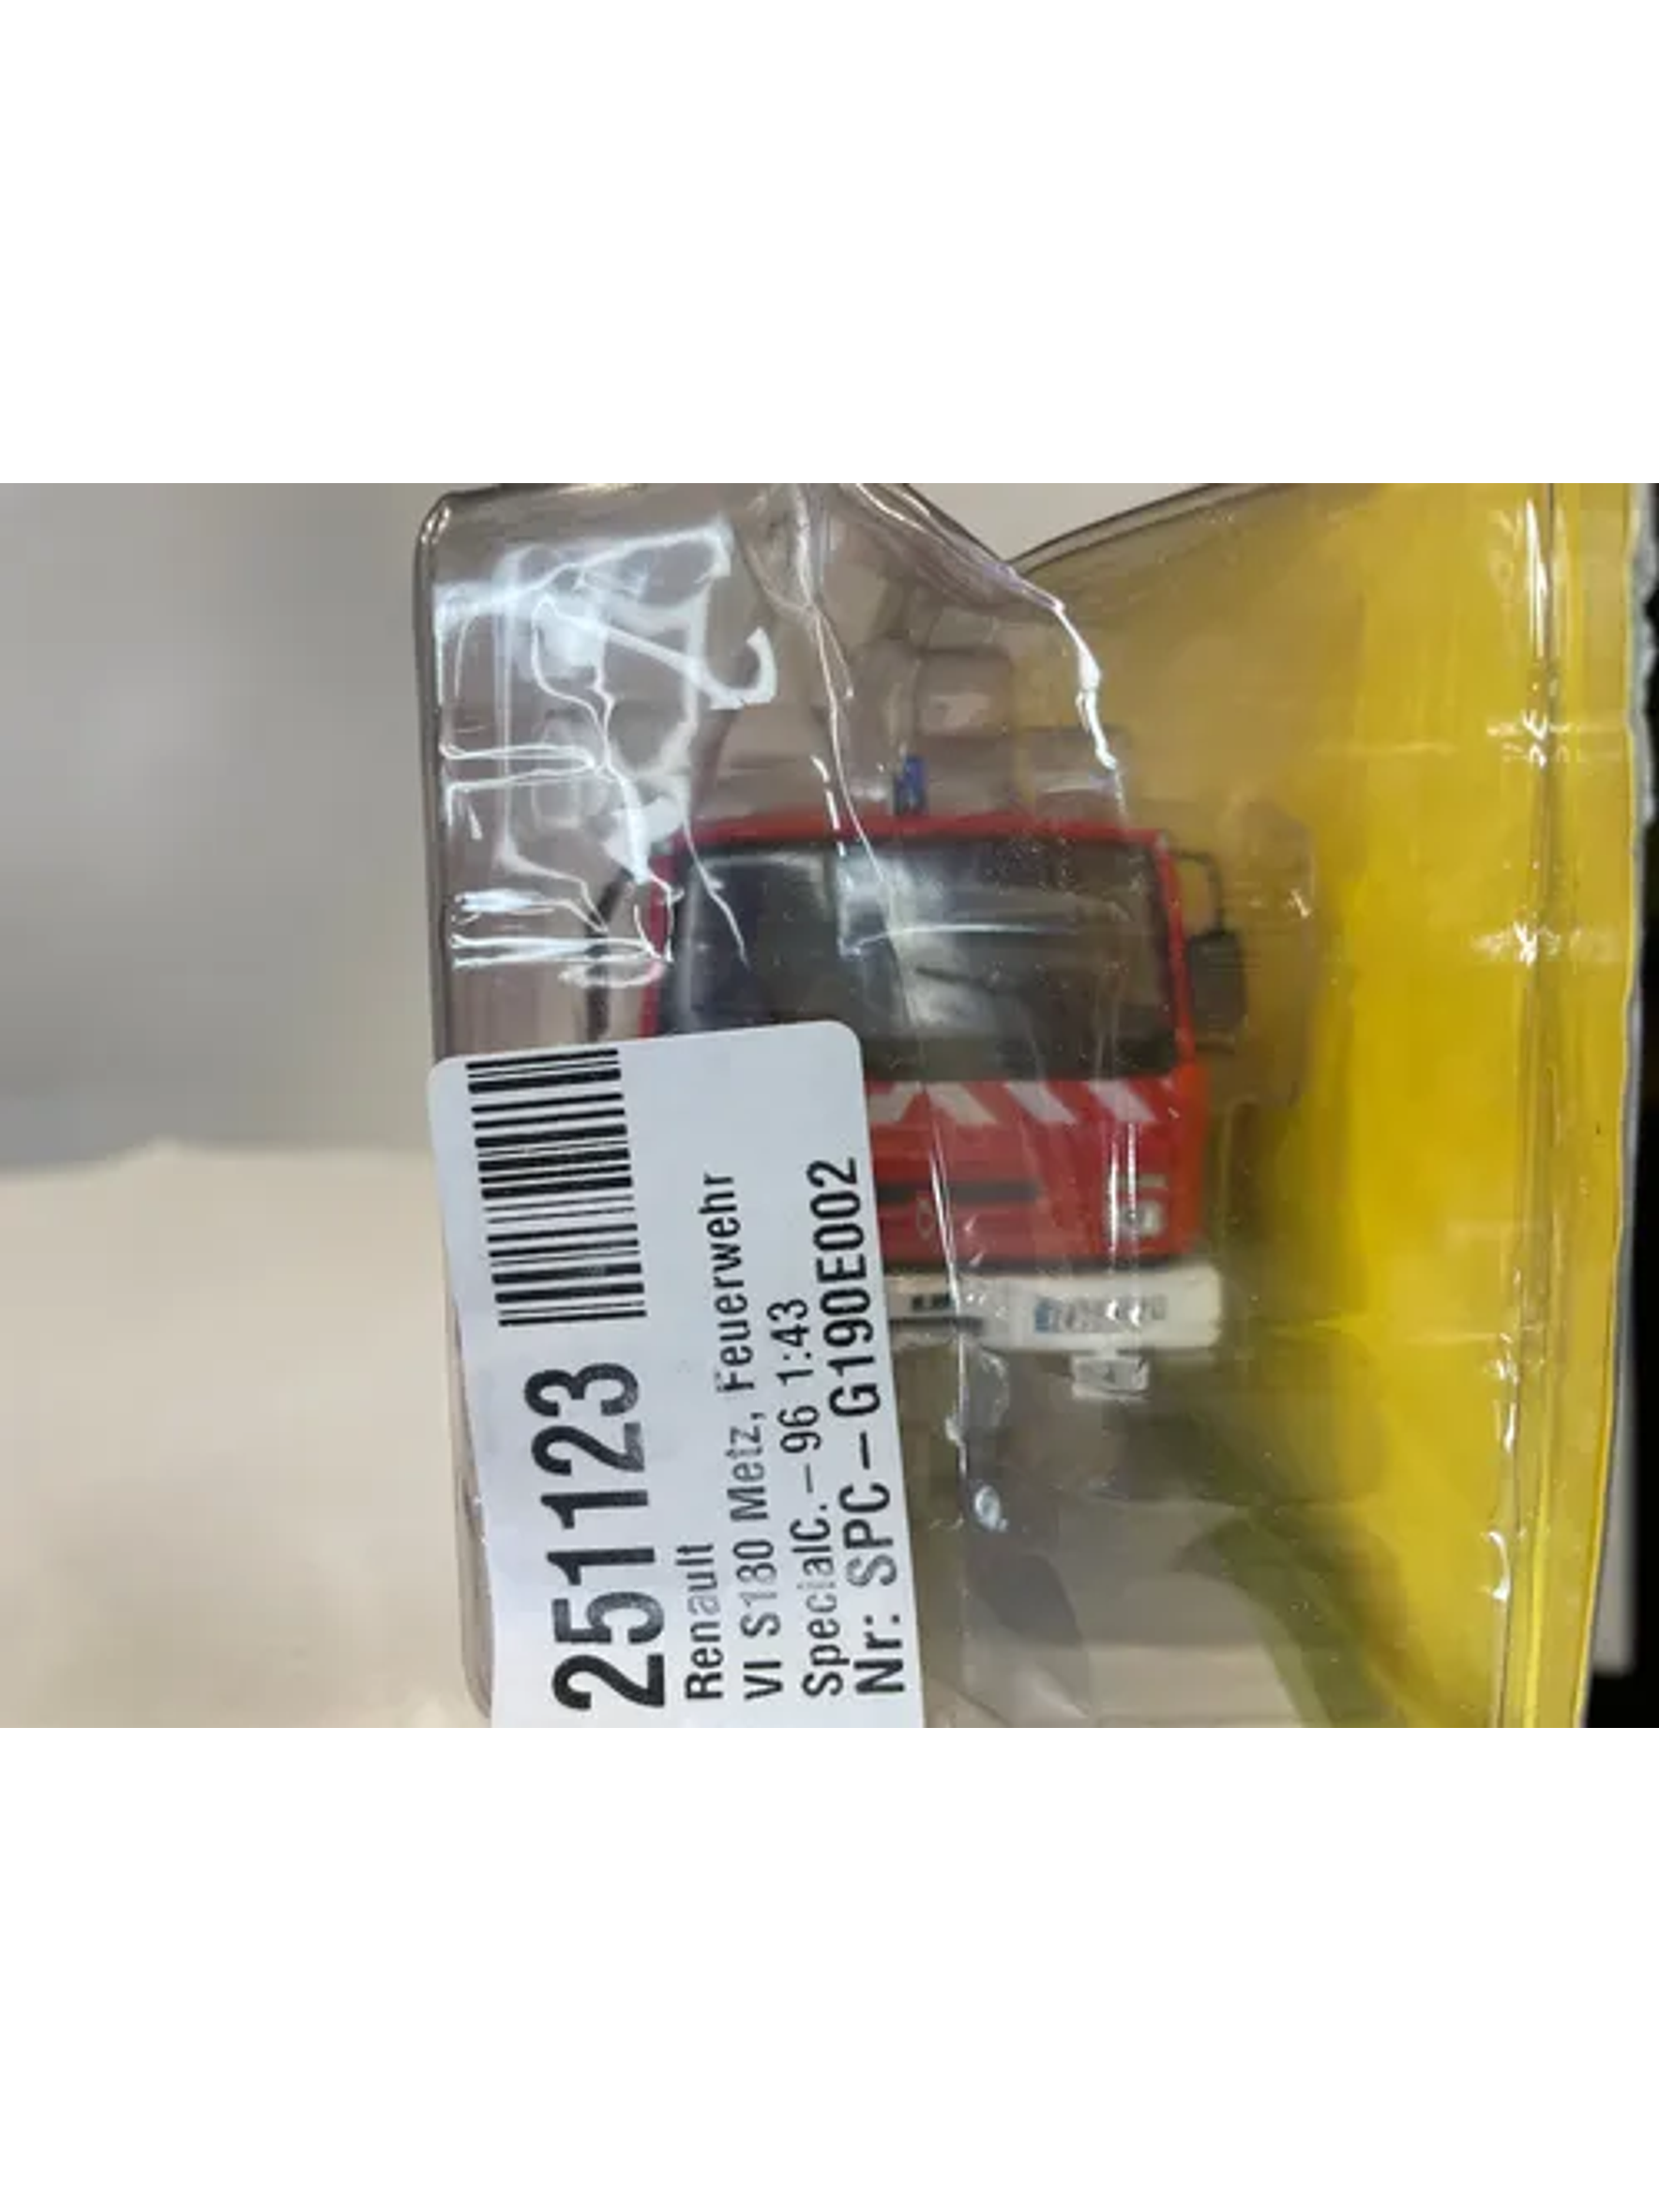 251123
Renault
VI S180 Metz, Feuerwehr
SpecialC.-96 1:43
Nr: SPC-G190E002